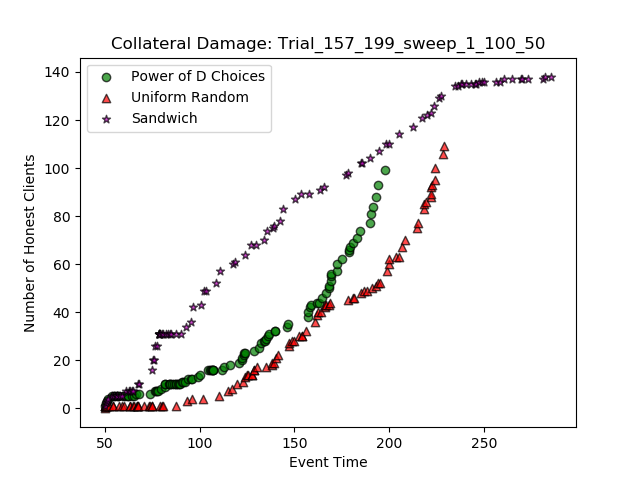 Collateral Damage: Trial_157_199_sweep_1_100_50
Power of D Choices
Uniform Random
Sandwich
Number of Honest Clients
140
120
100
80
60
40
20
0
50 100 150 200 250
Event Time